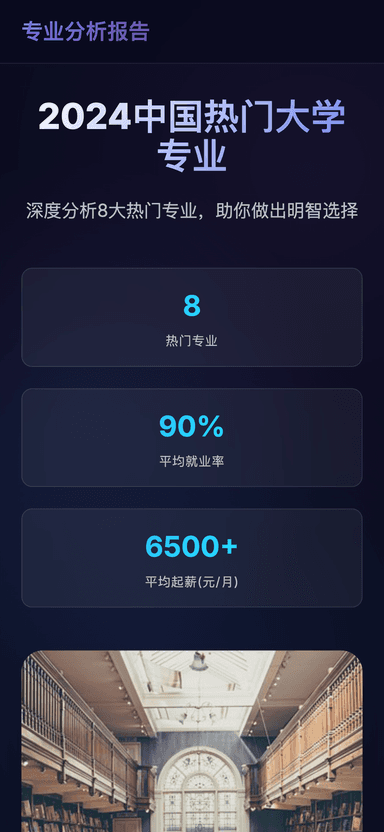 专业分析报告
2024中国热门大学
专业
深度分析8大热门专业，助你做出明智选择
8
热门专业
90%
平均就业率
6500+
平均起薪(元/月)